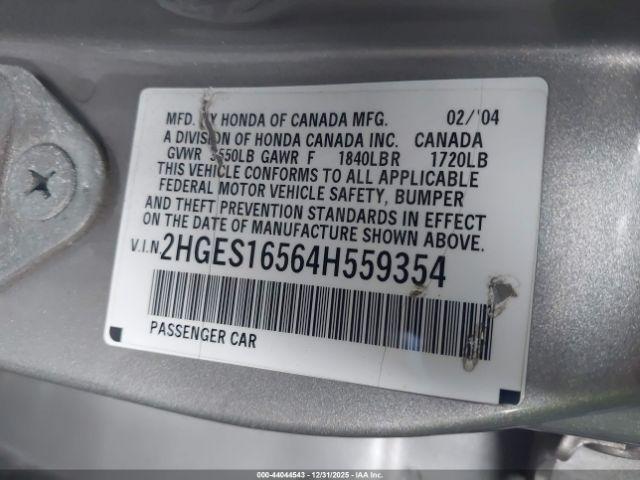 MFD. BY HONDA OF CANADA MFG. 02/'04
A DIVISION OF HONDA CANADA INC. CANADA
GVWR 3550LB GAWR F 1840LB R 1720LB
THIS VEHICLE CONFORMS TO ALL APPLICABLE
FEDERAL MOTOR VEHICLE SAFETY, BUMPER
AND THEFT PREVENTION STANDARDS IN EFFECT
ON THE DATE OF MANUFACTURE SHOWN ABOVE.
V.I.N 2HGES16564H559354
PASSENGER CAR
000-44044543 - 12/31/2025 - IAA Inc.